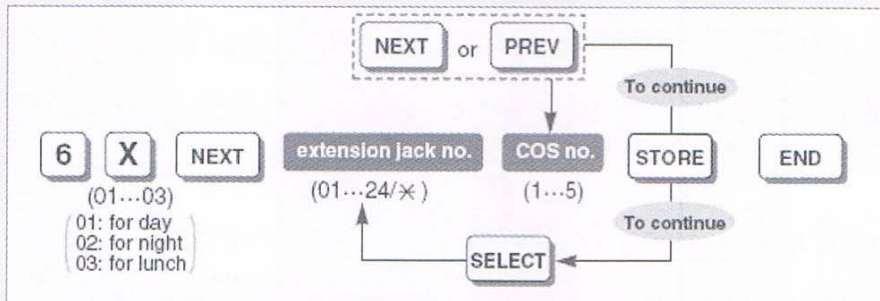 NEXT or PREV
To continue
6 X NEXT extension jack no. COS no. STORE END
(01···03) (01···24/✳) (1···5)
01: for day
02: for night
03: for lunch
To continue
SELECT